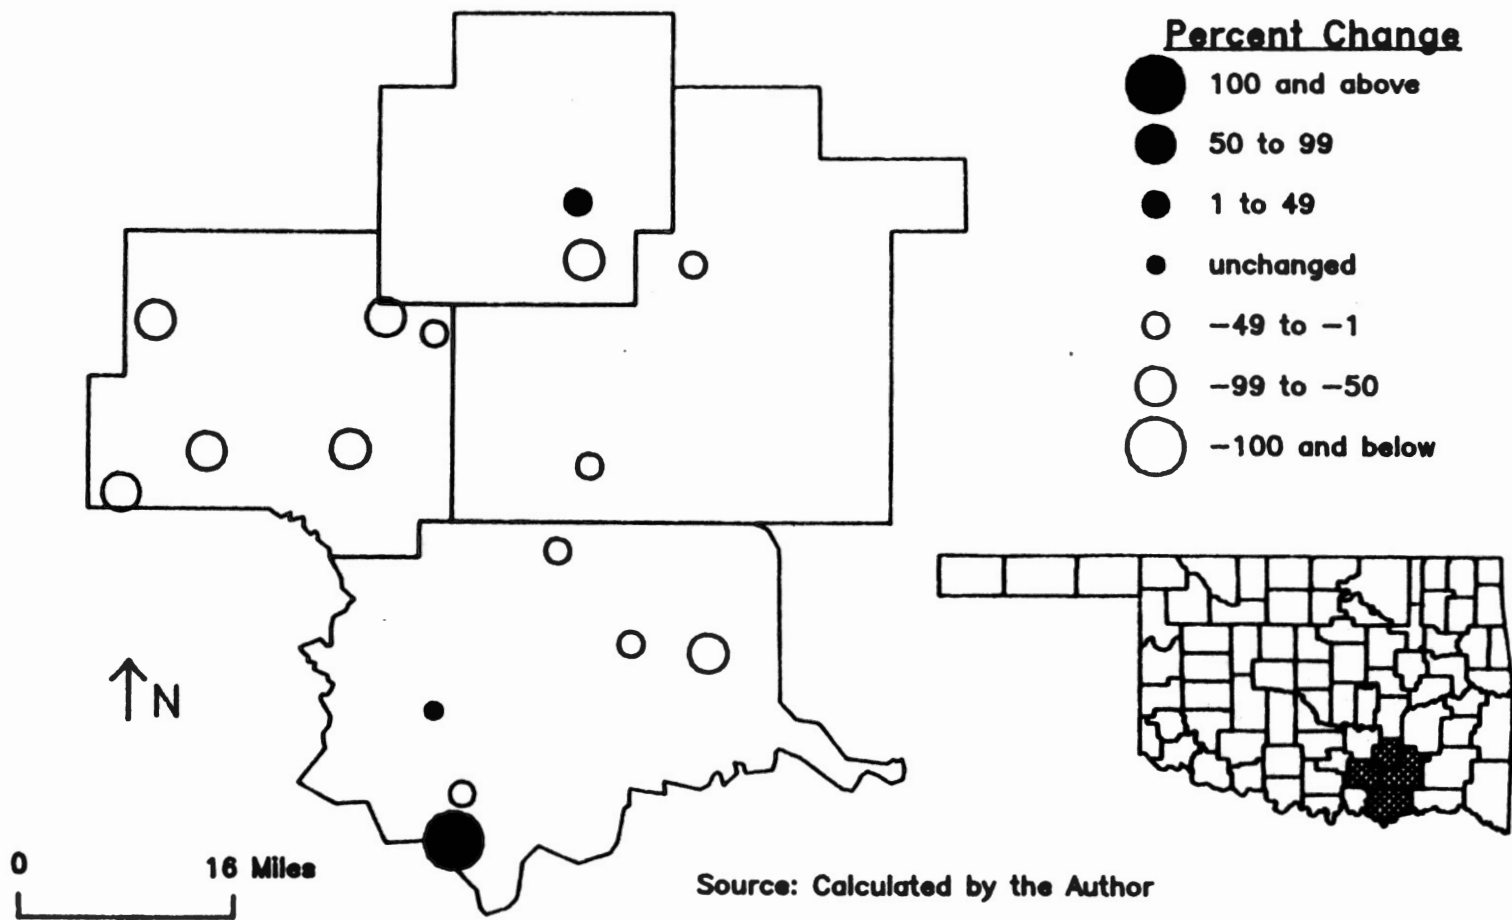 Percent Change
100 and above
50 to 99
1 to 49
unchanged
−49 to −1
−99 to −50
−100 and below
N
0 16 Miles
Source: Calculated by the Author